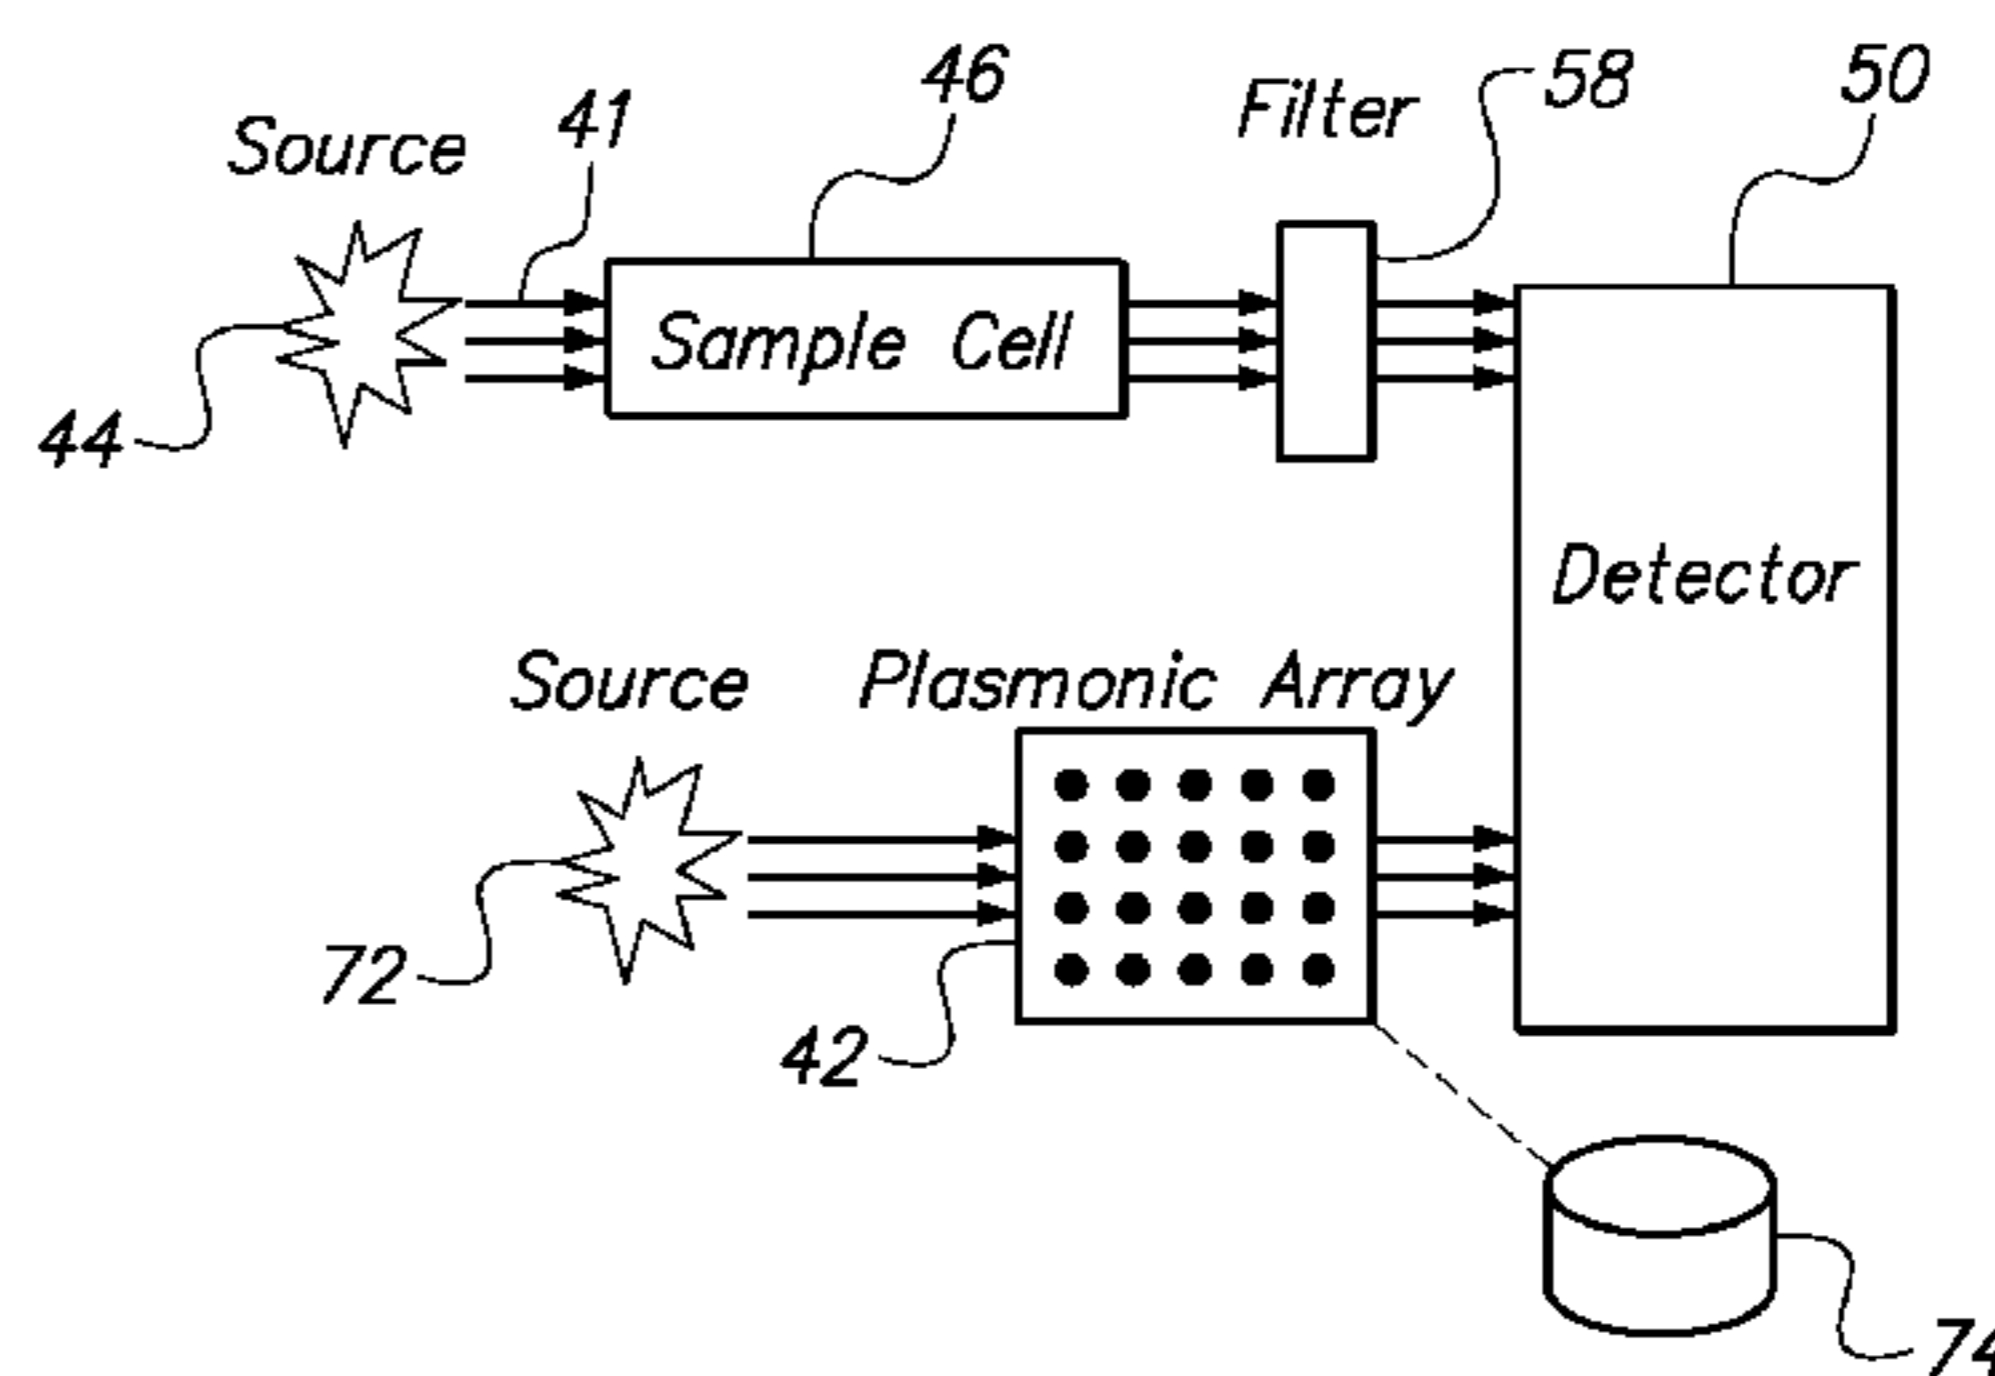 46
58
50
Filter
41
Source
Sample Cell
44
Detector
Source
Plasmonic Array
72
42
74